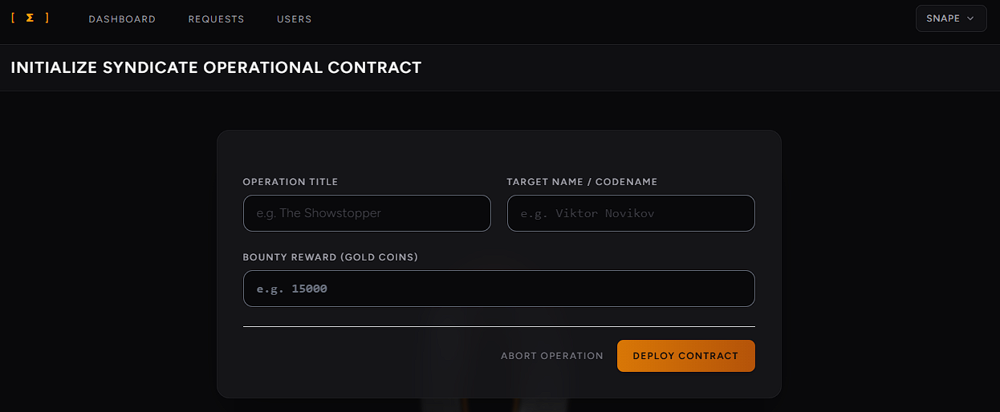 [ Σ ] DASHBOARD REQUESTS USERS SNAPE
INITIALIZE SYNDICATE OPERATIONAL CONTRACT
OPERATION TITLE TARGET NAME / CODENAME
e.g. The Showstopper e.g. Viktor Novikov
BOUNTY REWARD (GOLD COINS)
e.g. 15000
ABORT OPERATION DEPLOY CONTRACT